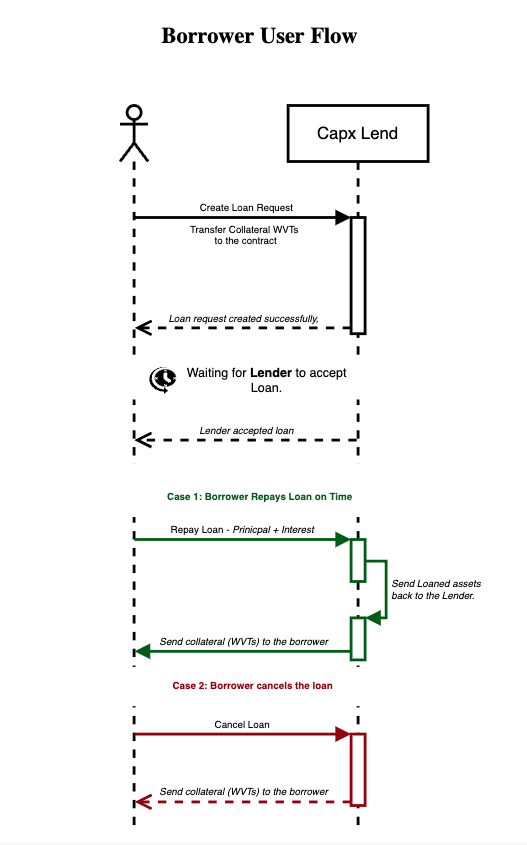 Borrower User Flow
Capx Lend
Create Loan Request
Transfer Collateral WVTs
to the contract
Loan request created successfully,
Waiting for Lender to accept
Loan.
Lender accepted loan
Case 1: Borrower Repays Loan on Time
Repay Loan - Prinicpal + Interest
Send Loaned assets
back to the Lender.
Send collateral (WVTs) to the borrower
Case 2: Borrower cancels the loan
Cancel Loan
Send collateral (WVTs) to the borrower